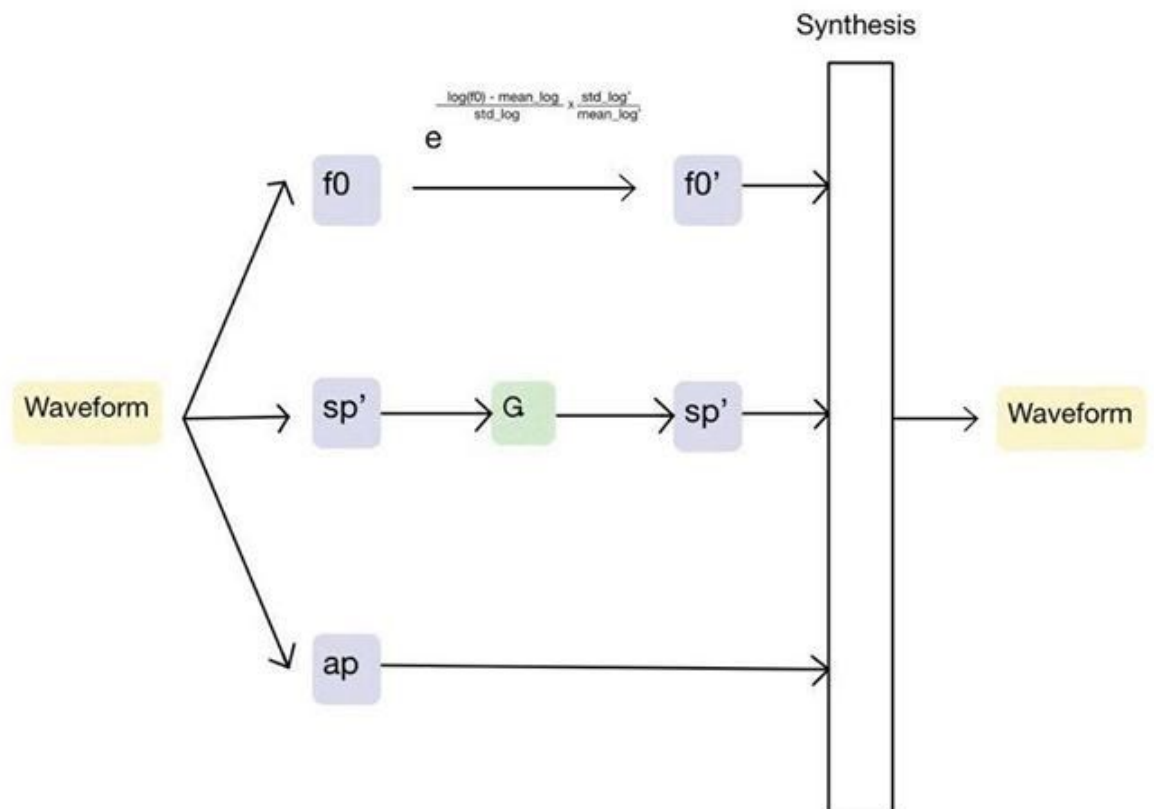 Synthesis
log(f0) - mean_log x std_log'
std_log mean_log'
e
f0
f0’
Waveform
sp’
G
sp’
Waveform
ap